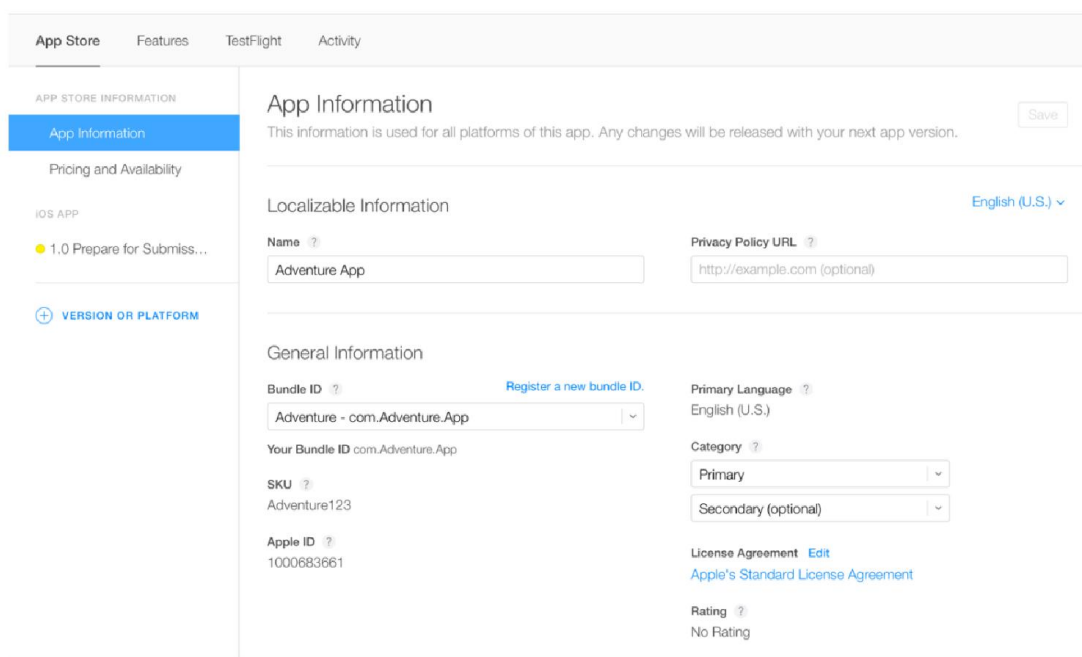 App Store Features TestFlight Activity
APP STORE INFORMATION
App Information
Pricing and Availability
iOS APP
1.0 Prepare for Submiss...
VERSION OR PLATFORM
App Information
Save
This information is used for all platforms of this app. Any changes will be released with your next app version.
Localizable Information
English (U.S.)
Name ?
Adventure App
Privacy Policy URL ?
http://example.com (optional)
General Information
Bundle ID ?
Register a new bundle ID.
Adventure - com.Adventure.App
Your Bundle ID com.Adventure.App
SKU ?
Adventure123
Apple ID ?
1000683661
Primary Language ?
English (U.S.)
Category ?
Primary
Secondary (optional)
License Agreement Edit
Apple's Standard License Agreement
Rating ?
No Rating